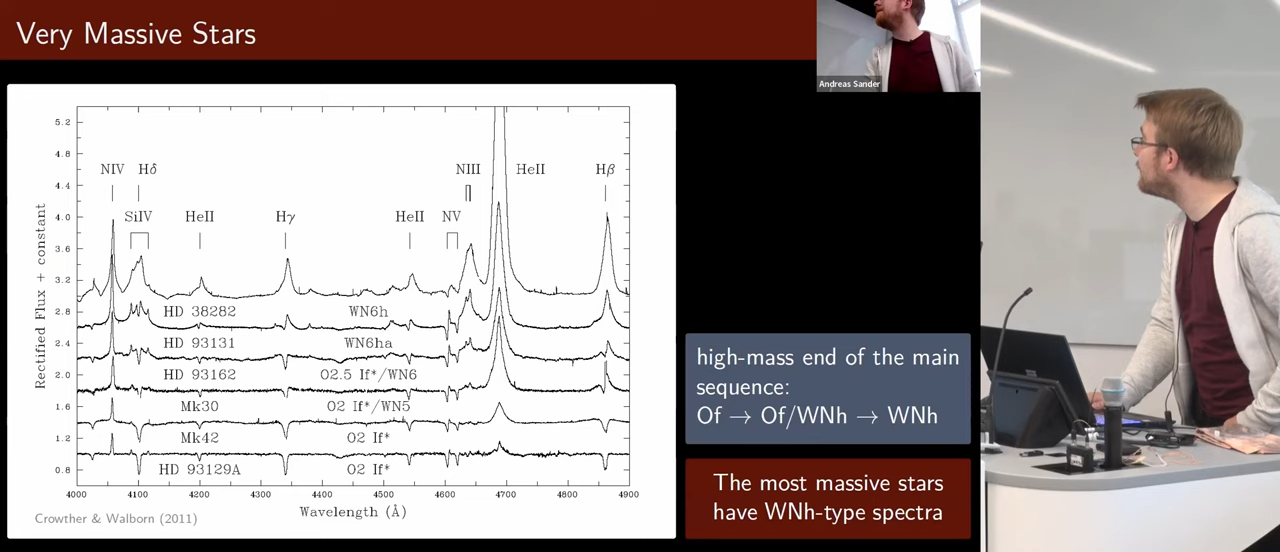 Very Massive Stars
Andreas Sander
5.2
4.8
4.4
4.0
3.6
3.2
2.8
2.4
2.0
1.6
1.2
0.8
Rectified Flux + constant
NIV Hδ NIII HeII Hβ
SiIV HeII Hγ HeII NV
HD 38282 WN6h
HD 93131 WN6ha
HD 93162 O2.5 If*/WN6
Mk30 O2 If*/WN5
Mk42 O2 If*
HD 93129A O2 If*
4000 4100 4200 4300 4400 4500 4600 4700 4800 4900
Wavelength (Å)
Crowther & Walborn (2011)
high-mass end of the main
sequence:
Of → Of/WNh → WNh
The most massive stars
have WNh-type spectra